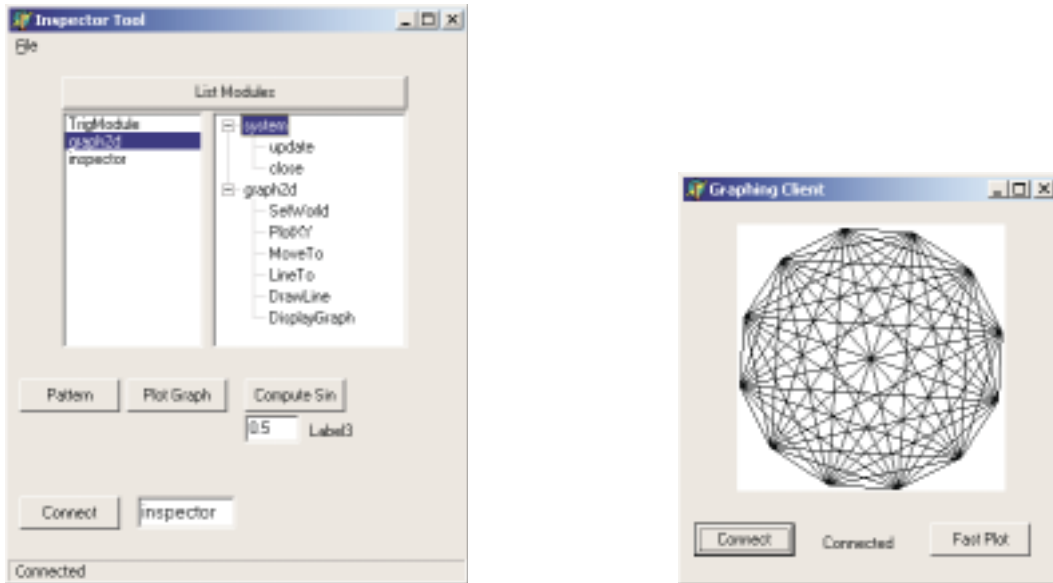 Inspector Tool
File
List Modules
TrigModule
graph2d
inspector
system
update
close
graph2d
SetWorld
PlotXY
MoveTo
LineTo
DrawLine
DisplayGraph
Pattern
Plot Graph
Compute Sin
0.5
Label3
Connect
inspector
Connected
Graphing Client
Connect
Connected
Fast Plot